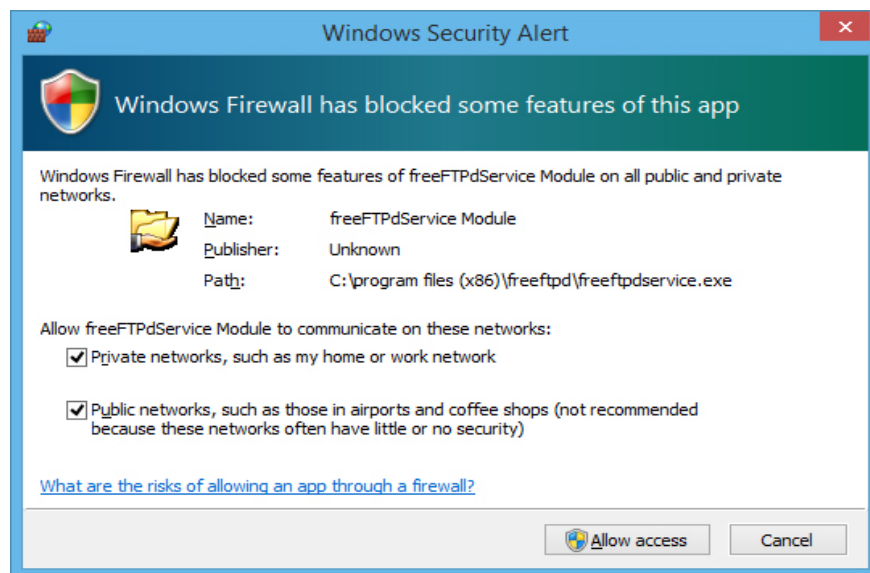 Windows Security Alert
Windows Firewall has blocked some features of this app
Windows Firewall has blocked some features of freeFTPdService Module on all public and private
networks.
Name: freeFTPdService Module
Publisher: Unknown
Path: C:\program files (x86)\freeftpd\freeftpdservice.exe
Allow freeFTPdService Module to communicate on these networks:
Private networks, such as my home or work network
Public networks, such as those in airports and coffee shops (not recommended
because these networks often have little or no security)
What are the risks of allowing an app through a firewall?
Allow access Cancel